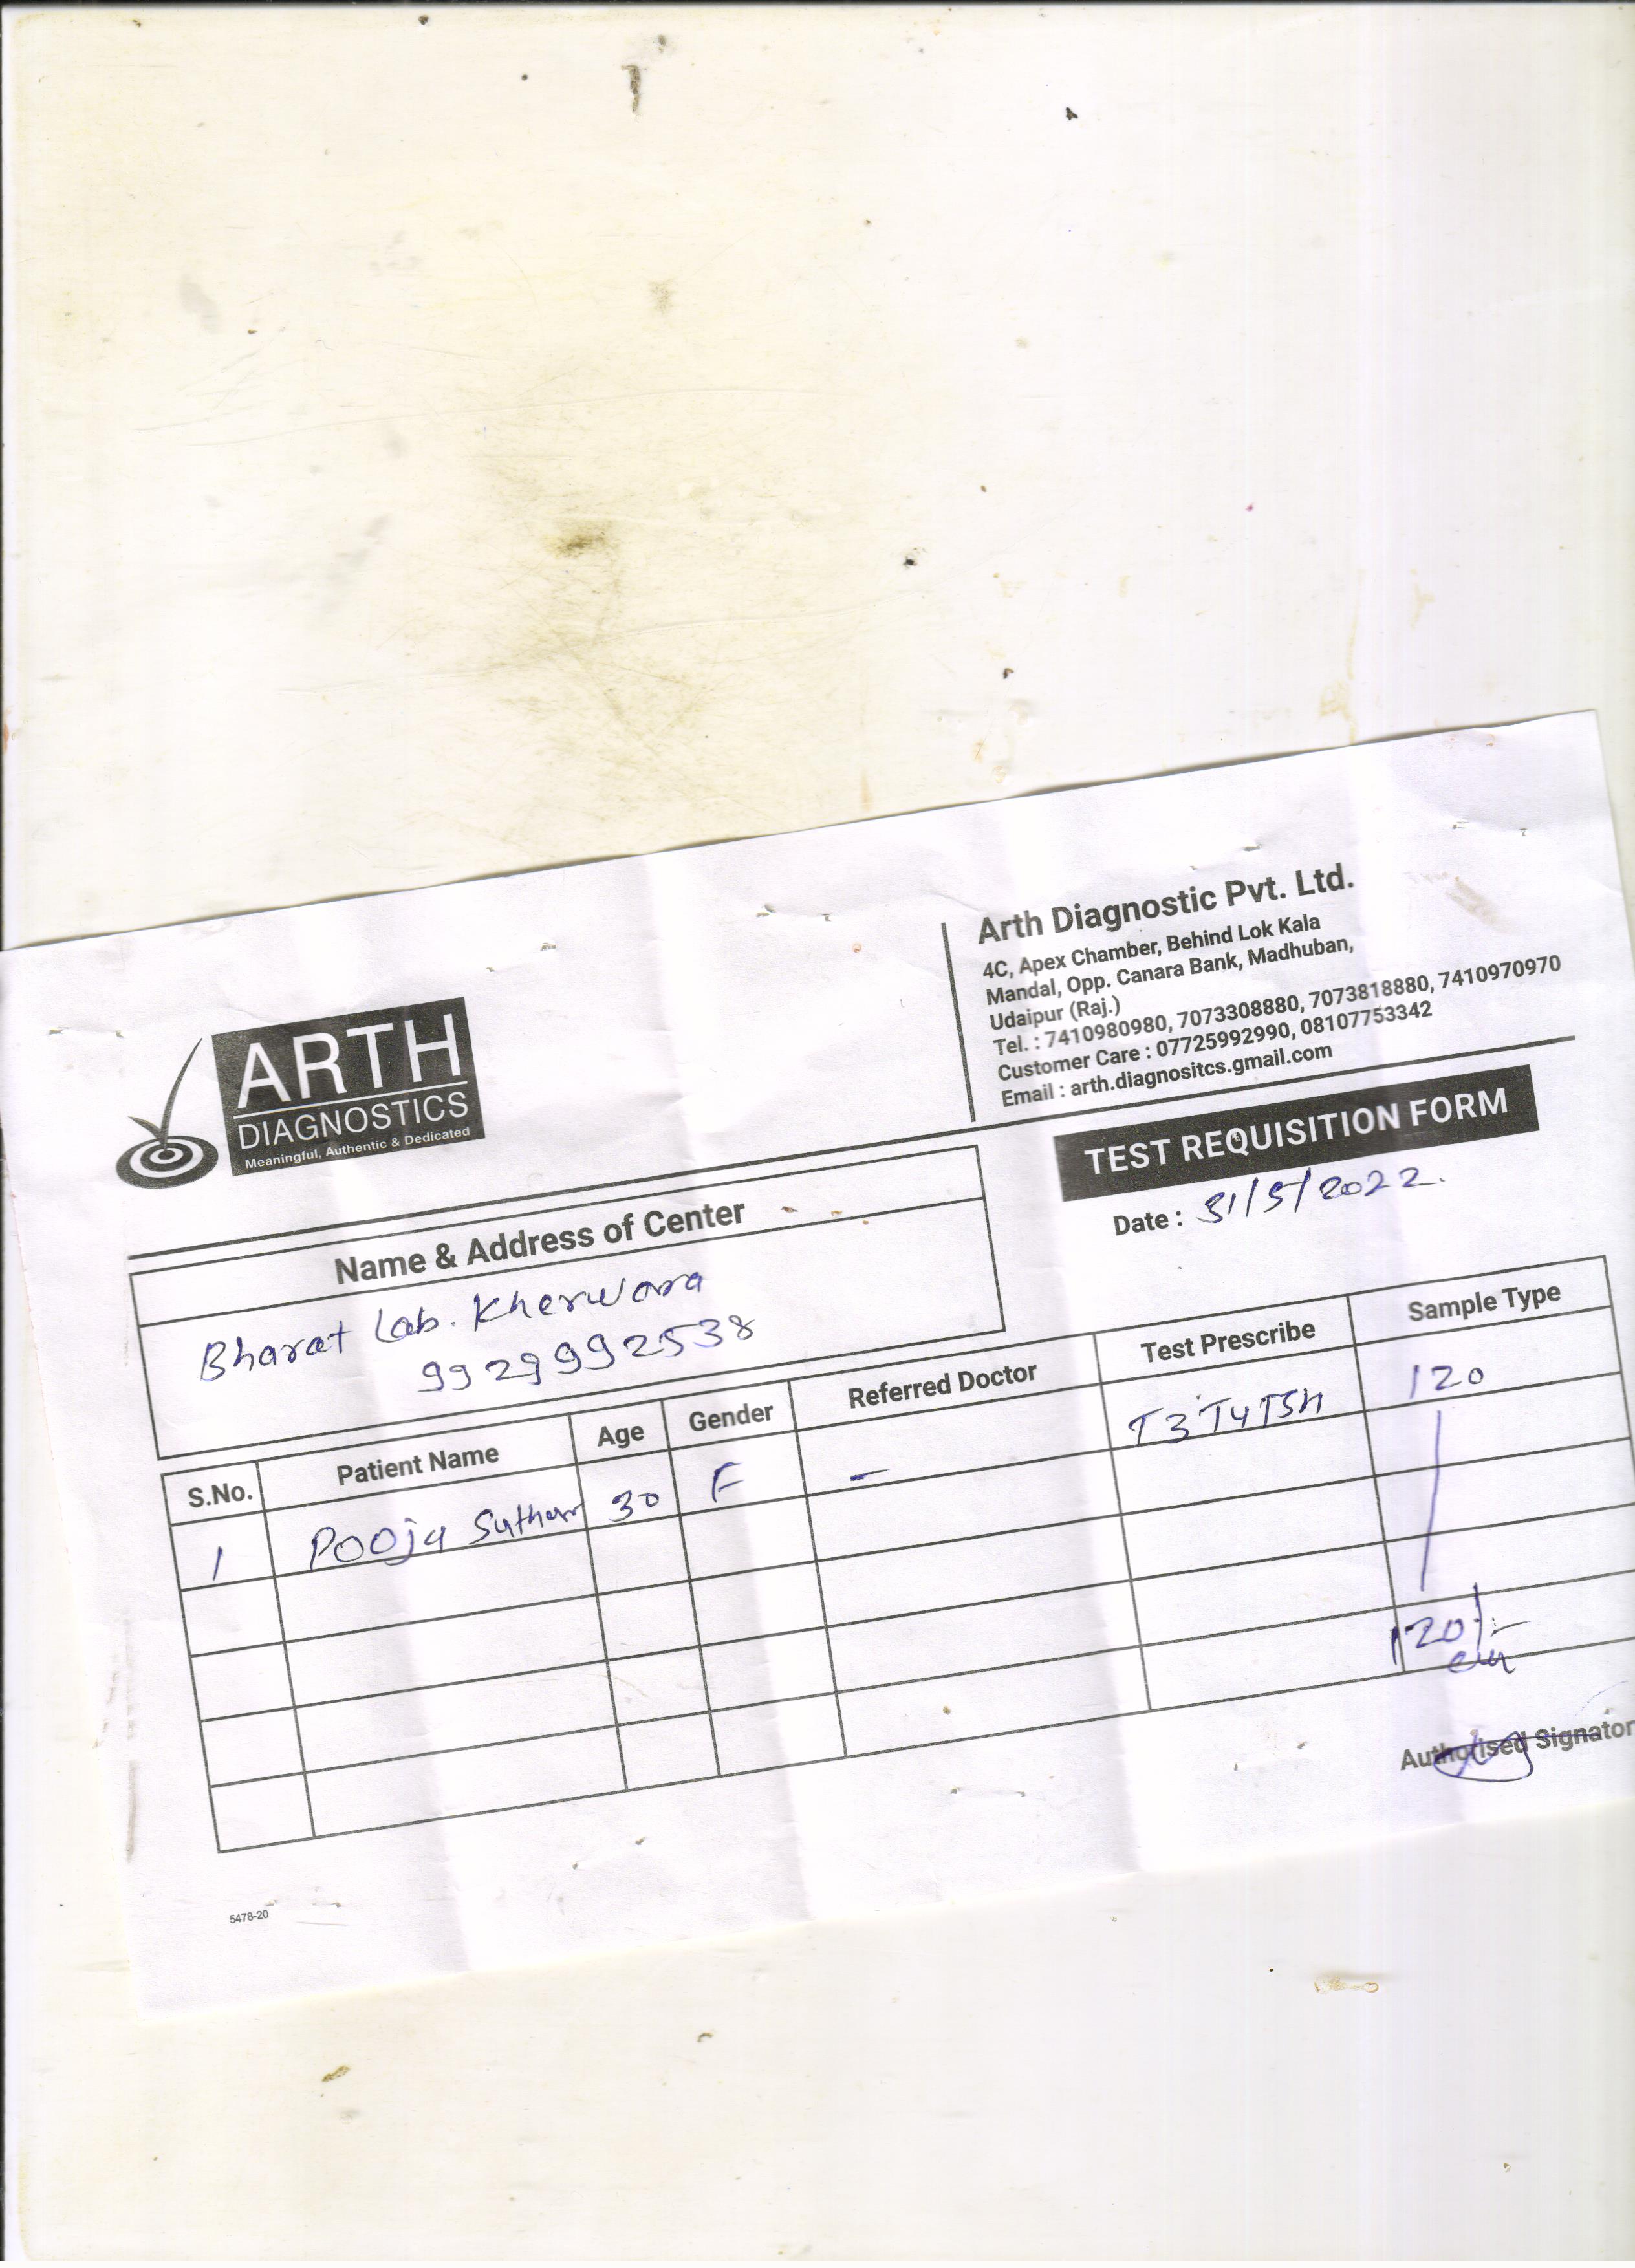 ARTH
DIAGNOSTICS
Meaningful, Authentic & Dedicated
Arth Diagnostic Pvt. Ltd.
4C, Apex Chamber, Behind Lok Kala
Mandal, Opp. Canara Bank, Madhuban,
Udaipur (Raj.)
Tel. : 7410980980, 7073308880, 7073818880, 7410970970
Customer Care : 07725992990, 08107753342
Email : arth.diagnositcs.gmail.com
TEST REQUISITION FORM
Date : 31/5/2022.
Name & Address of Center
Bharat Lab. Kherwara
9929992538
S.No. Patient Name Age Gender Referred Doctor Test Prescribe Sample Type
1 Pooja Suthar 30 F - T3T4TSH 120
120/-
Authorised Signator
5478-20